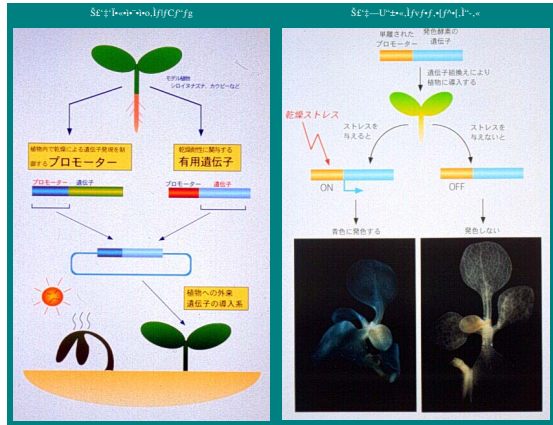 モデル植物
シロイヌナズナ、カウピーなど
植物内で乾燥による遺伝子発現を制
御するプロモーター
乾燥耐性に関与する
有用遺伝子
プロモーター 遺伝子
プロモーター 遺伝子
植物への外来
遺伝子の導入系
単離された
プロモーター
発色酵素の
遺伝子
遺伝子組換えにより
植物に導入する
乾燥ストレス
ストレスを
与えると
ストレスを
与えないと
ON
OFF
青色に発色する
発色しない